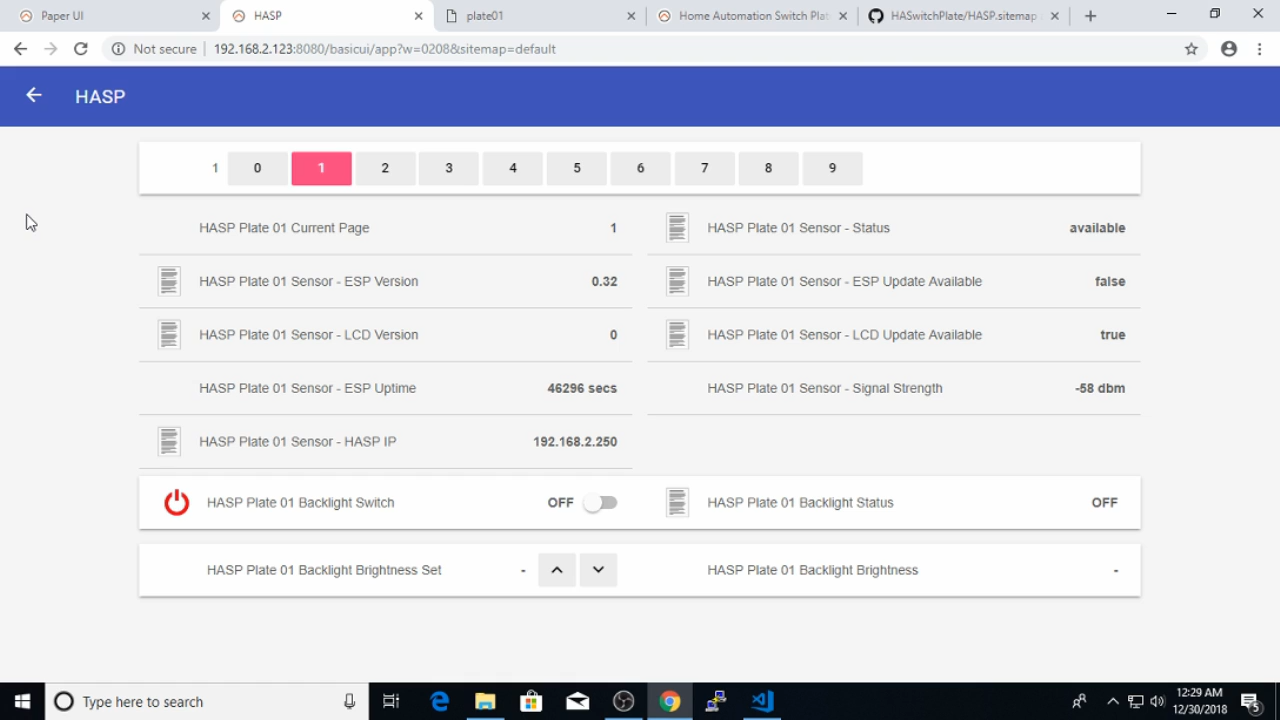 Paper UI
HASP
plate01
Home Automation Switch Plat
HASwitchPlate/HASP.sitemap
Not secure
192.168.2.123:8080/basicui/app?w=0208&sitemap=default
HASP
1 0 1 2 3 4 5 6 7 8 9
HASP Plate 01 Current Page 1 HASP Plate 01 Sensor - Status available
HASP Plate 01 Sensor - ESP Version 0.32 HASP Plate 01 Sensor - ESP Update Available false
HASP Plate 01 Sensor - LCD Version 0 HASP Plate 01 Sensor - LCD Update Available true
HASP Plate 01 Sensor - ESP Uptime 46296 secs HASP Plate 01 Sensor - Signal Strength -58 dbm
HASP Plate 01 Sensor - HASP IP 192.168.2.250
HASP Plate 01 Backlight Switch OFF HASP Plate 01 Backlight Status OFF
HASP Plate 01 Backlight Brightness Set - HASP Plate 01 Backlight Brightness -
Type here to search
12:29 AM
12/30/2018
5